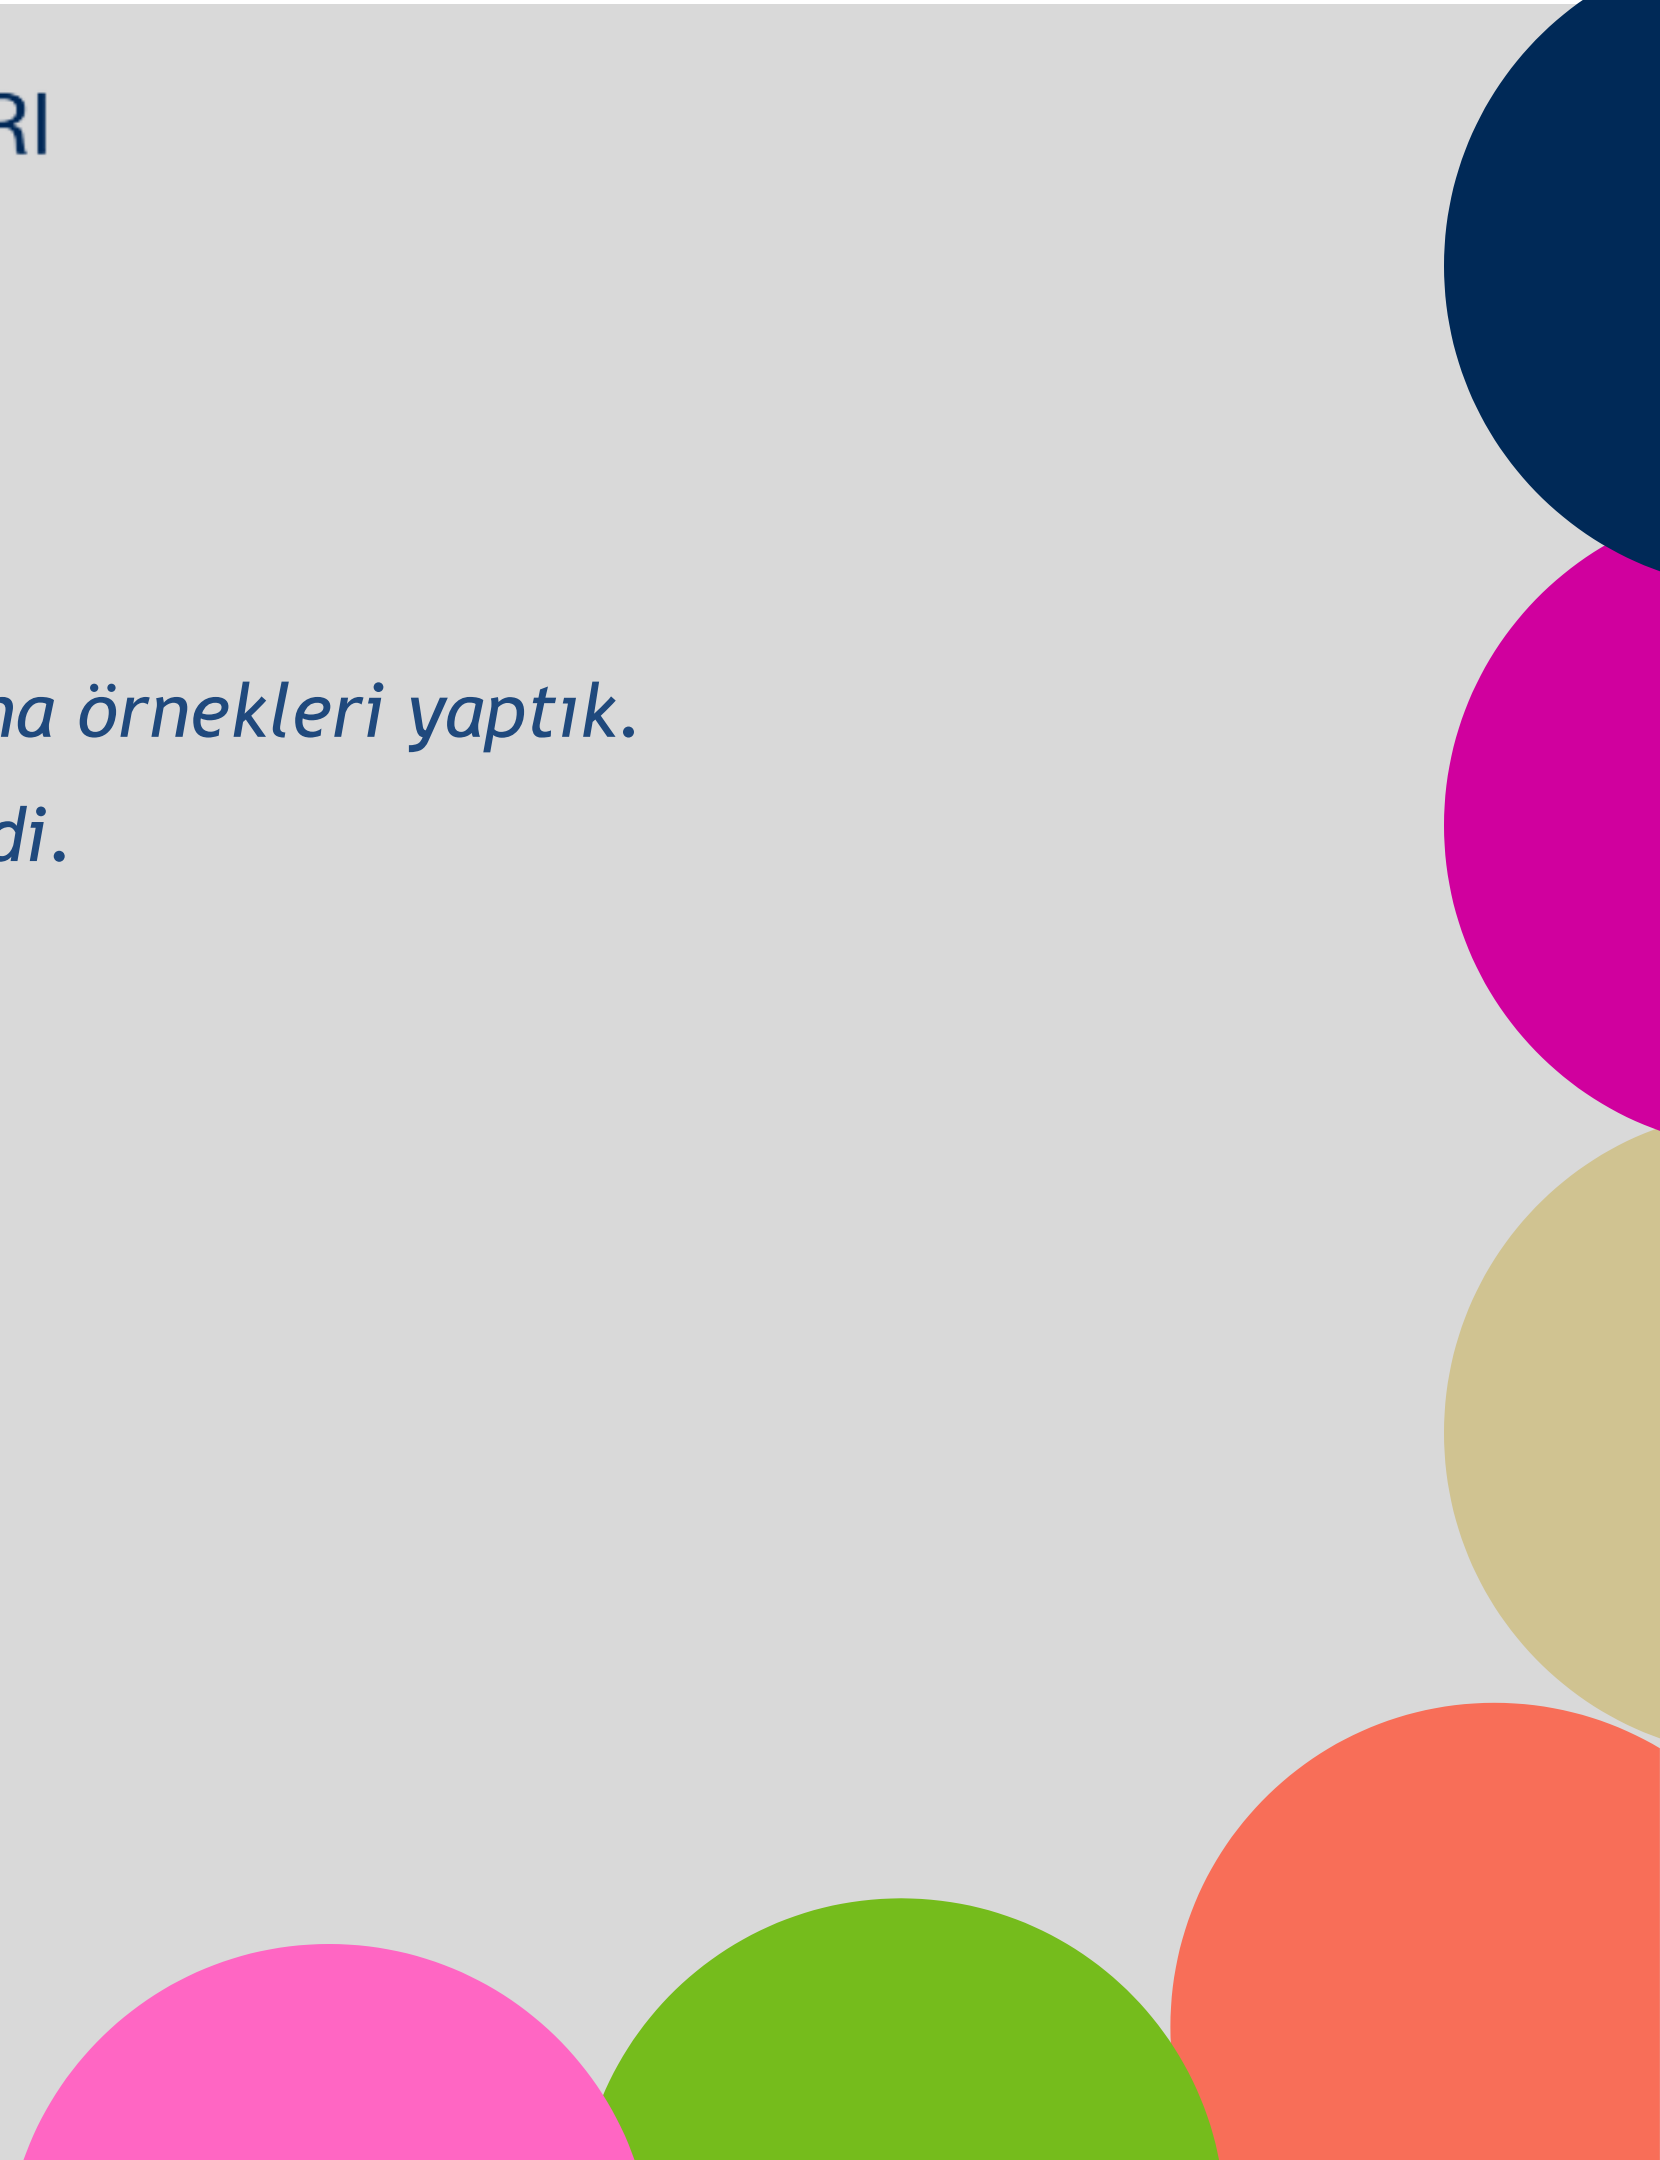 RI
na örnekleri yaptık.
di.